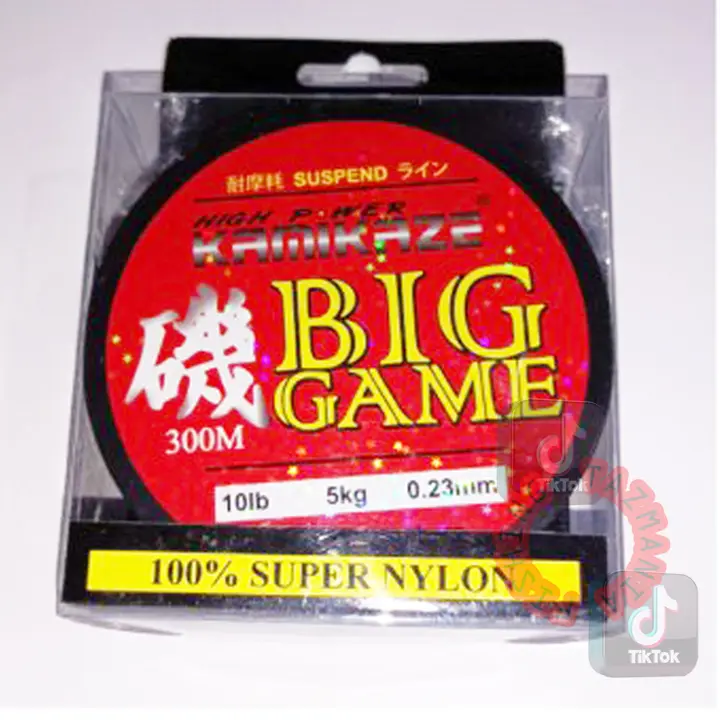 耐摩耗 SUSPEND ライン
HIGH POWER
KAMIKAZE®
磯
BIG
GAME
300M
10lb 5kg 0.23mm
100% SUPER NYLON
TikTok
TikTok